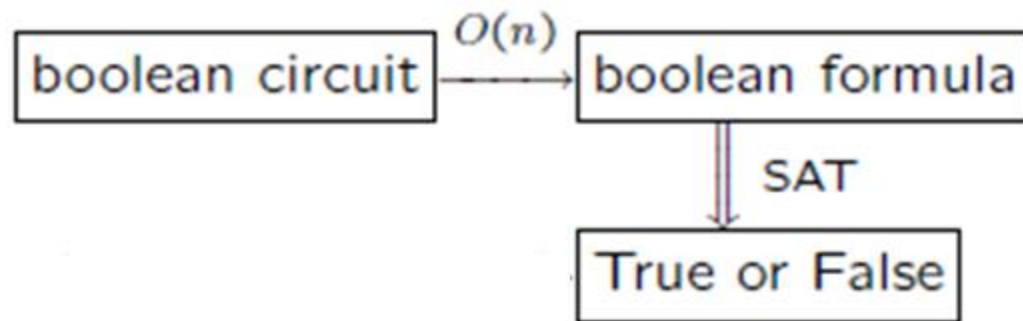 O(n)
boolean circuit
boolean formula
SAT
True or False